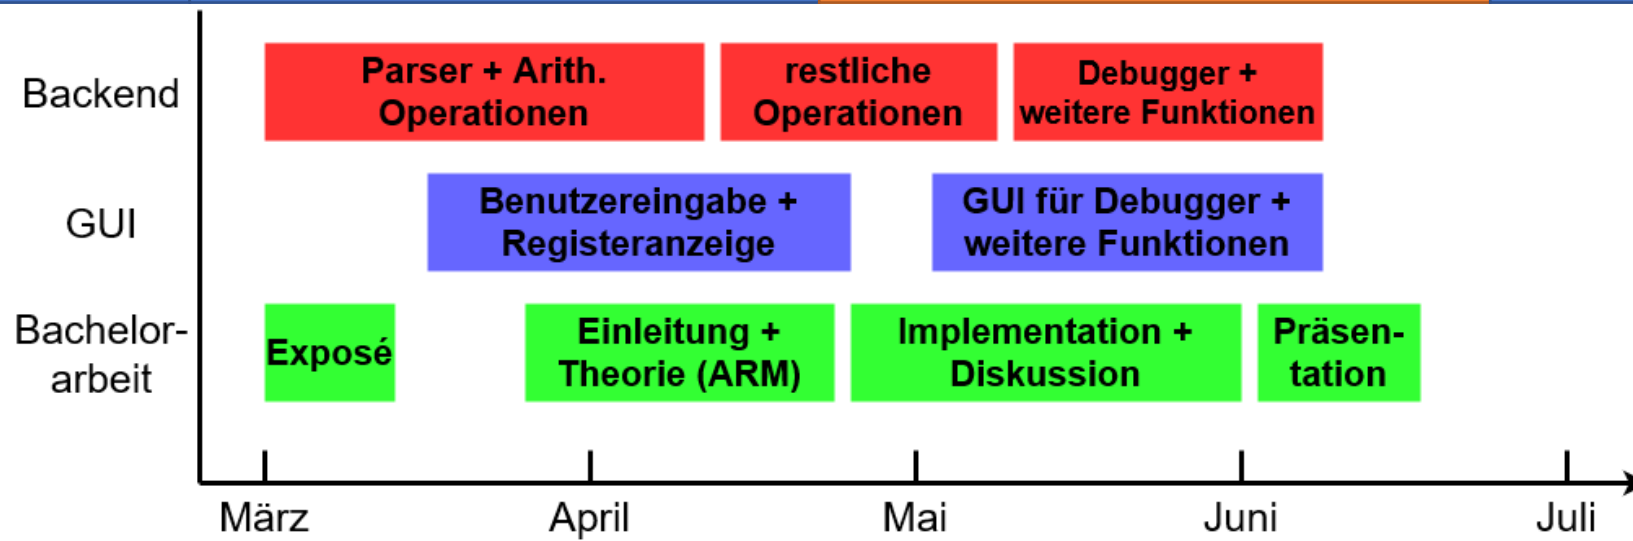 Backend
Parser + Arith.
Operationen
restliche
Operationen
Debugger +
weitere Funktionen
GUI
Benutzereingabe +
Registeranzeige
GUI für Debugger +
weitere Funktionen
Bachelor-
arbeit
Exposé
Einleitung +
Theorie (ARM)
Implementation +
Diskussion
Präsen-
tation
März
April
Mai
Juni
Juli